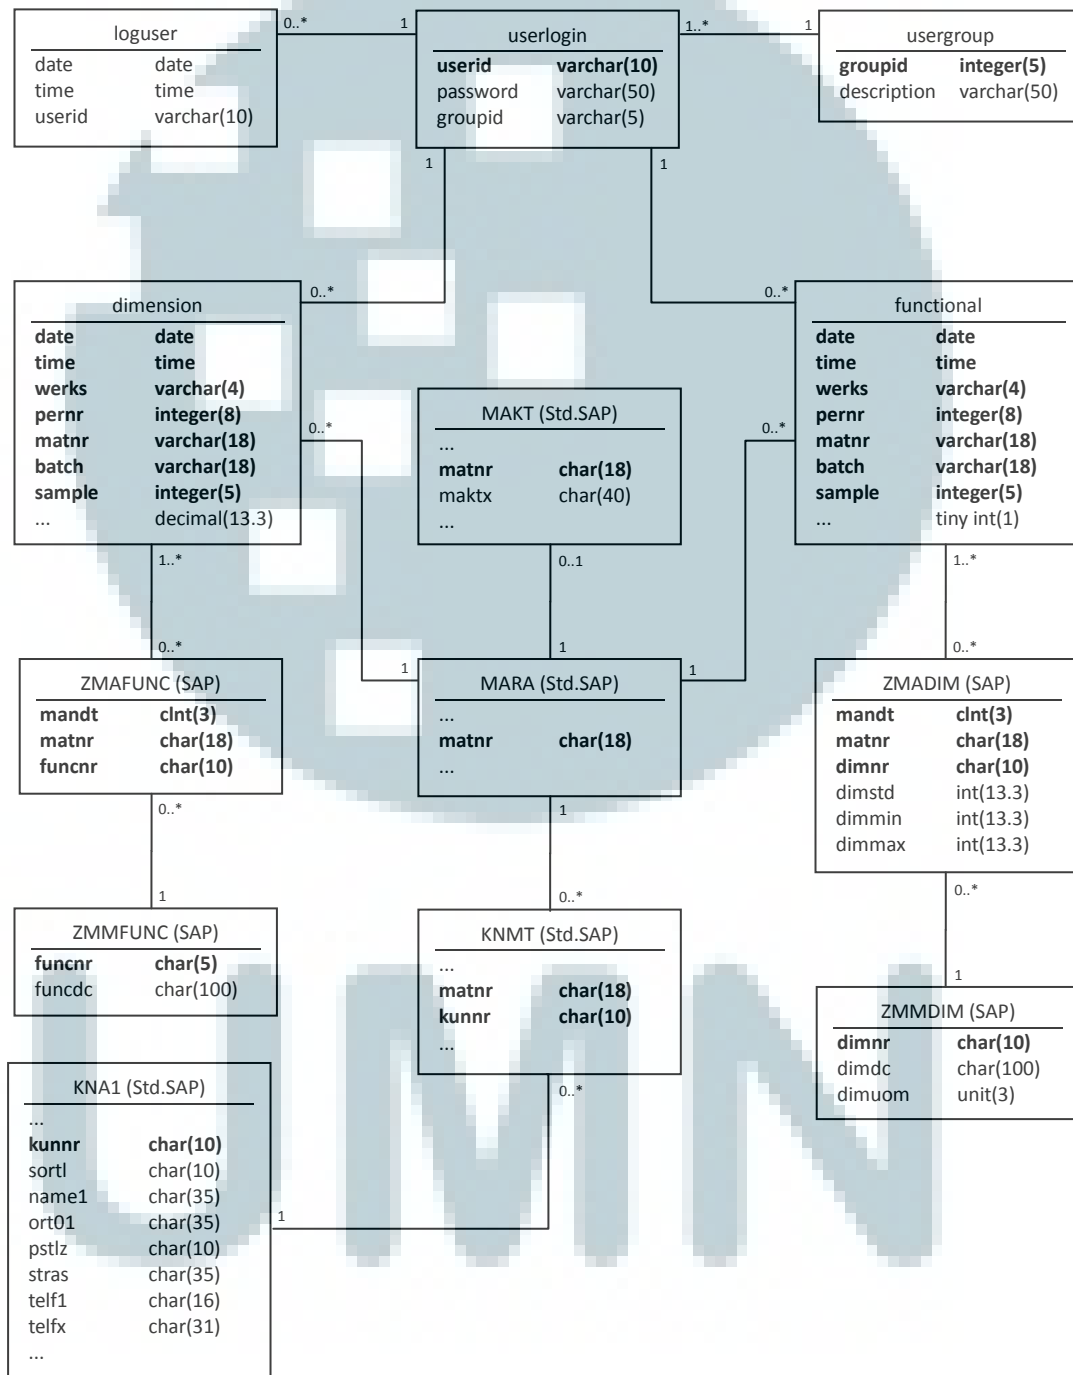 loguser
date date
time time
userid varchar(10)
0..*
1
userlogin
userid varchar(10)
password varchar(50)
groupid varchar(5)
1..*
1
usergroup
groupid integer(5)
description varchar(50)
1
1
0..*
0..*
dimension
date date
time time
werks varchar(4)
pernr integer(8)
matnr varchar(18)
batch varchar(18)
sample integer(5)
... decimal(13.3)
0..*
MAKT (Std.SAP)
...
matnr char(18)
maktx char(40)
...
0..*
functional
date date
time time
werks varchar(4)
pernr integer(8)
matnr varchar(18)
batch varchar(18)
sample integer(5)
... tiny int(1)
1..*
0..1
1..*
0..*
1
1
1
0..*
ZMAFUNC (SAP)
mandt clnt(3)
matnr char(18)
funcnr char(10)
MARA (Std.SAP)
...
matnr char(18)
...
ZMADIM (SAP)
mandt clnt(3)
matnr char(18)
dimnr char(10)
dimstd int(13.3)
dimmin int(13.3)
dimmax int(13.3)
0..*
1
0..*
1
0..*
1
ZMMFUNC (SAP)
funcnr char(5)
funcdc char(100)
KNMT (Std.SAP)
...
matnr char(18)
kunnr char(10)
...
ZMMDIM (SAP)
dimnr char(10)
dimdc char(100)
dimuom unit(3)
0..*
1
KNA1 (Std.SAP)
...
kunnr char(10)
sortl char(10)
name1 char(35)
ort01 char(35)
pstlz char(10)
stras char(35)
telf1 char(16)
telfx char(31)
...
UMN